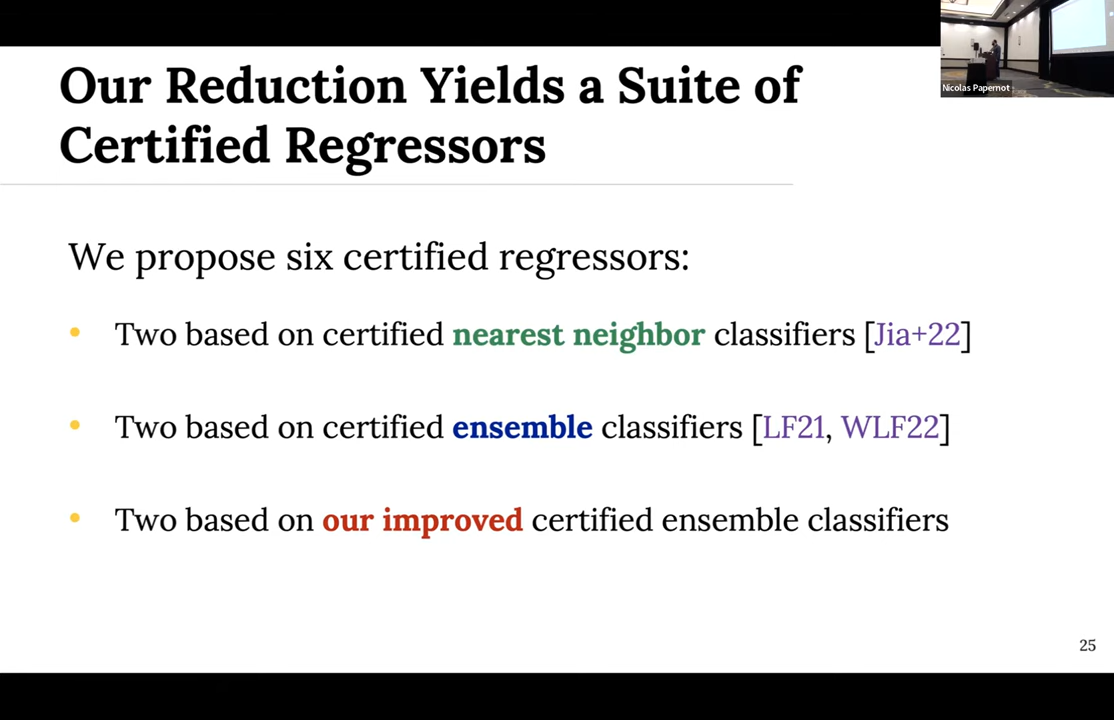 Our Reduction Yields a Suite of
Certified Regressors
Nicolas Papernot
We propose six certified regressors:
• Two based on certified nearest neighbor classifiers [Jia+22]
• Two based on certified ensemble classifiers [LF21, WLF22]
• Two based on our improved certified ensemble classifiers
25